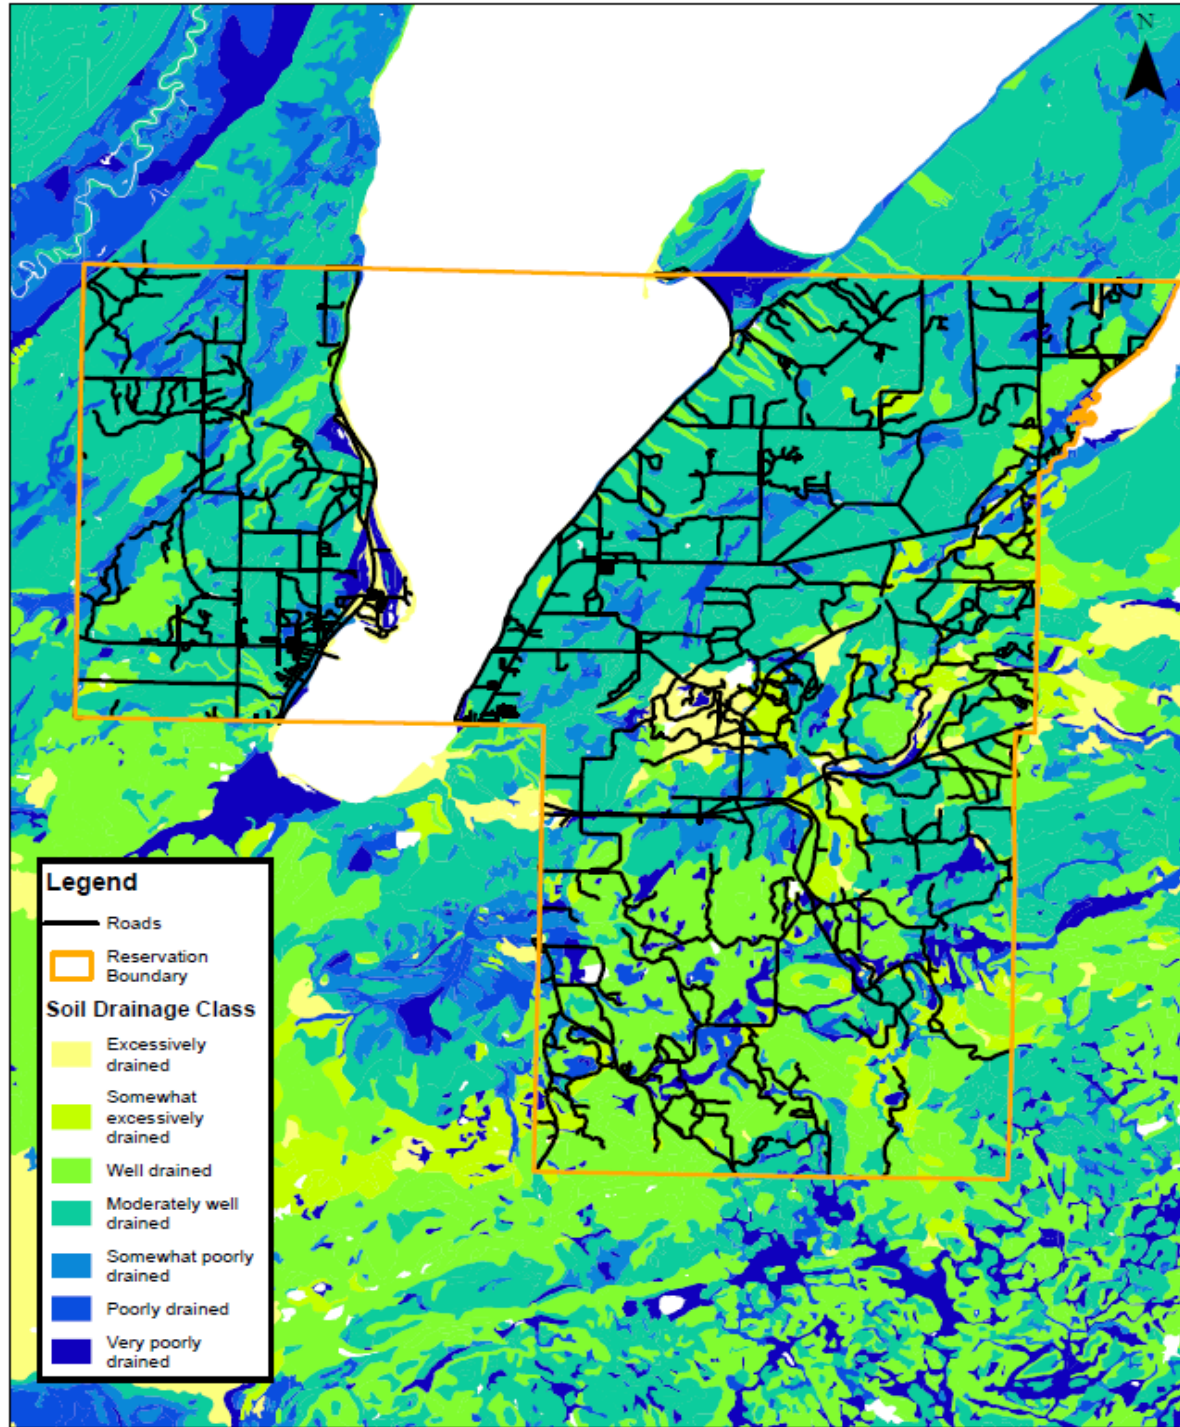 N
Legend
Roads
Reservation
Boundary
Soil Drainage Class
Excessively
drained
Somewhat
excessively
drained
Well drained
Moderately well
drained
Somewhat poorly
drained
Poorly drained
Very poorly
drained